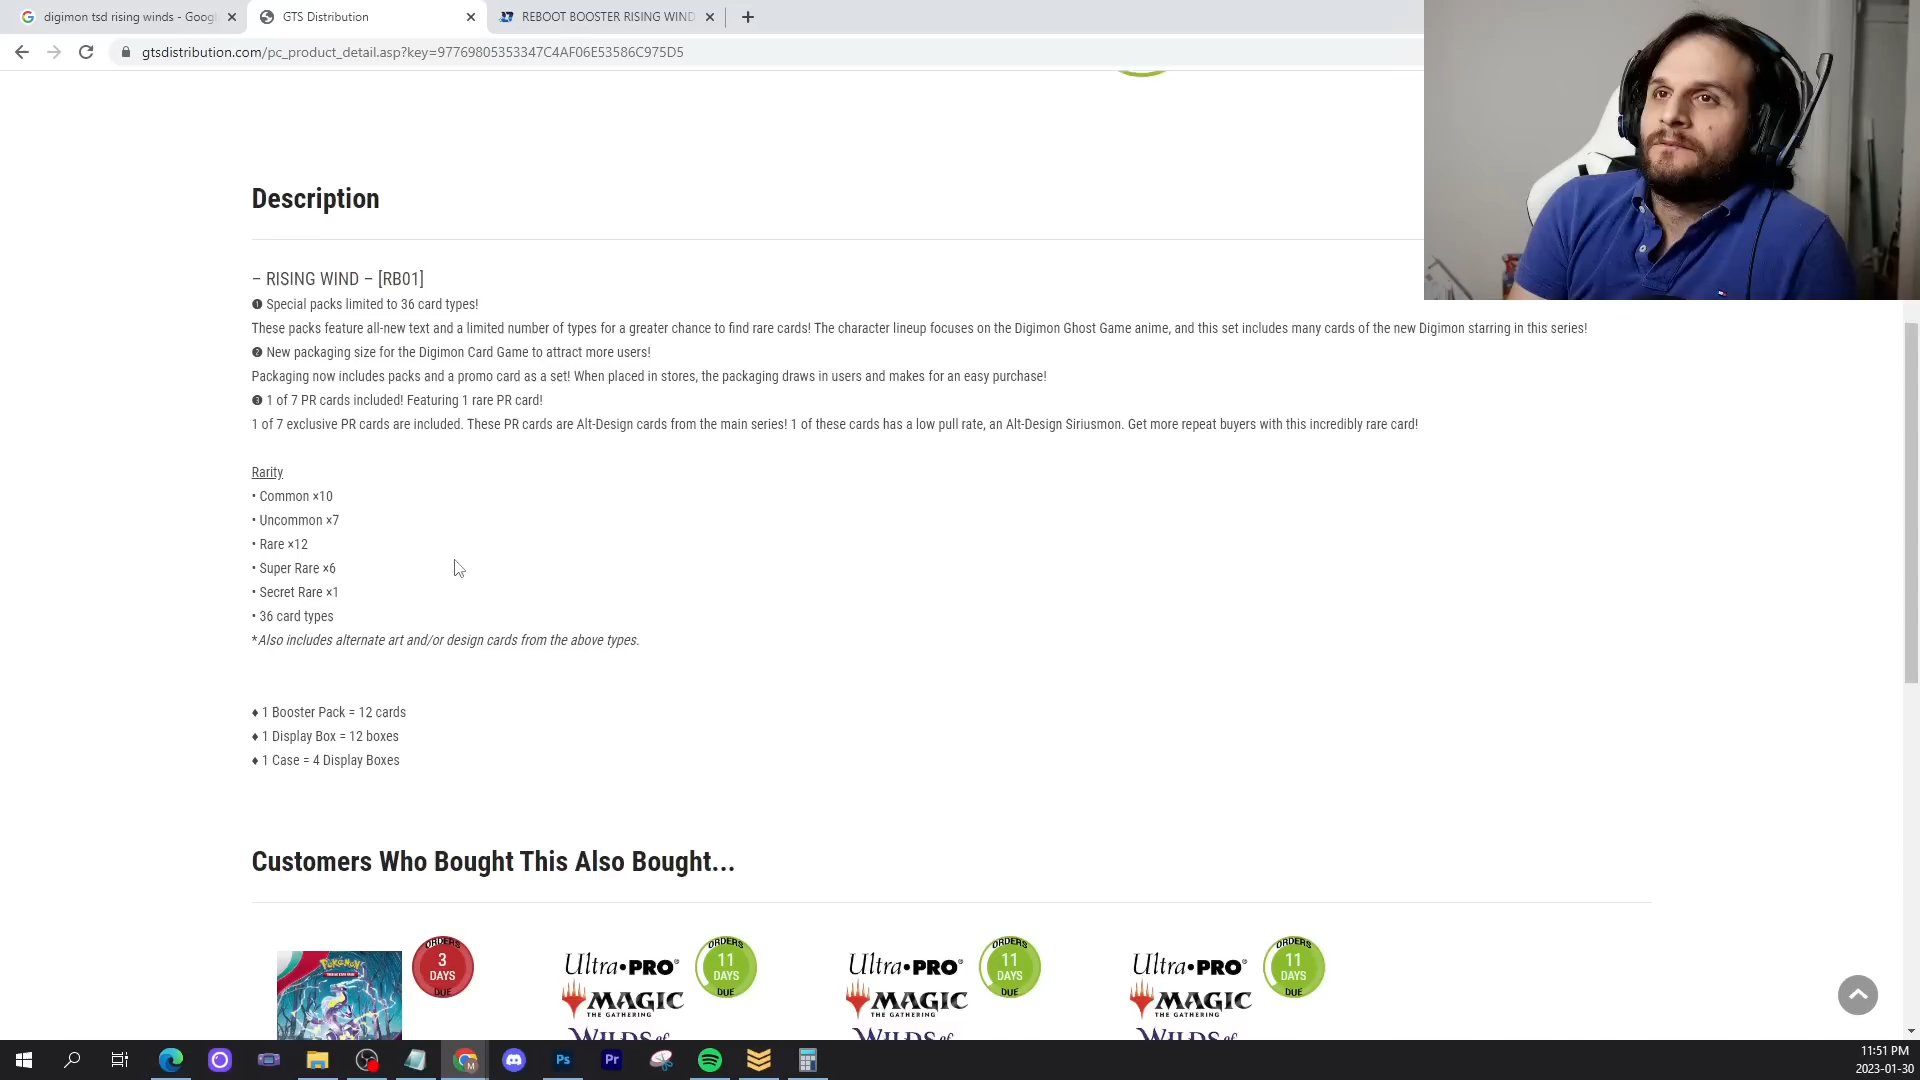 digimon tsd rising winds - Goog
GTS Distribution
REBOOT BOOSTER RISING WIND
gtsdistribution.com/pc_product_detail.asp?key=97769805353347C4AF06E53586C975D5
Description
– RISING WIND – [RB01]
❶ Special packs limited to 36 card types!
These packs feature all-new text and a limited number of types for a greater chance to find rare cards! The character lineup focuses on the Digimon Ghost Game anime, and this set includes many cards of the new Digimon starring in this series!
❷ New packaging size for the Digimon Card Game to attract more users!
Packaging now includes packs and a promo card as a set! When placed in stores, the packaging draws in users and makes for an easy purchase!
❸ 1 of 7 PR cards included! Featuring 1 rare PR card!
1 of 7 exclusive PR cards are included. These PR cards are Alt-Design cards from the main series! 1 of these cards has a low pull rate, an Alt-Design Siriusmon. Get more repeat buyers with this incredibly rare card!
Rarity
• Common ×10
• Uncommon ×7
• Rare ×12
• Super Rare ×6
• Secret Rare ×1
• 36 card types
*Also includes alternate art and/or design cards from the above types.
♦ 1 Booster Pack = 12 cards
♦ 1 Display Box = 12 boxes
♦ 1 Case = 4 Display Boxes
Customers Who Bought This Also Bought...
POKÉMON
ORDERS
3
DAYS
DUE
Ultra•PRO®
MAGIC
THE GATHERING
WILDS of
ORDERS
11
DAYS
DUE
Ultra•PRO®
MAGIC
THE GATHERING
WILDS of
ORDERS
11
DAYS
DUE
Ultra•PRO®
MAGIC
THE GATHERING
WILDS of
ORDERS
11
DAYS
DUE
M
Ps
Pr
11:51 PM
2023-01-30